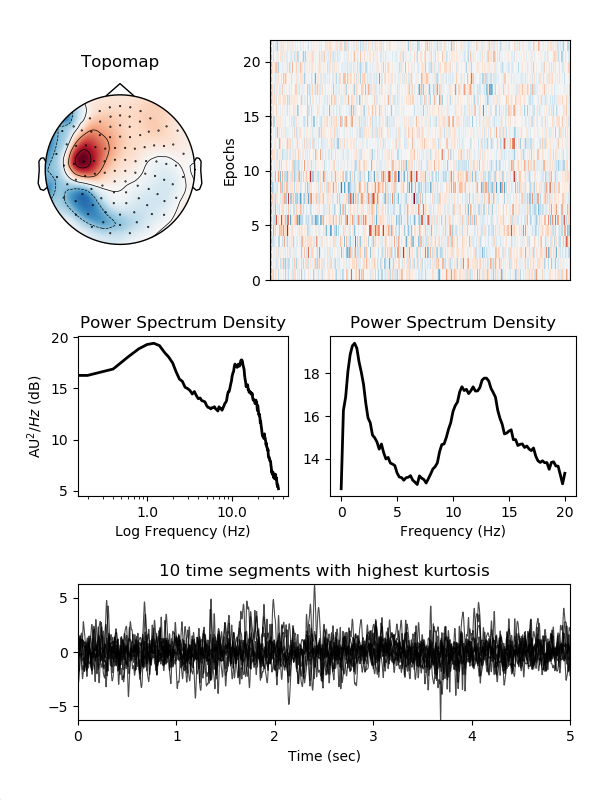 Topomap
Epochs
20
15
10
5
0
Power Spectrum Density
AU²/Hz (dB)
20
15
10
5
1.0 10.0
Log Frequency (Hz)
Power Spectrum Density
18
16
14
0 5 10 15 20
Frequency (Hz)
10 time segments with highest kurtosis
5
0
−5
0 1 2 3 4 5
Time (sec)